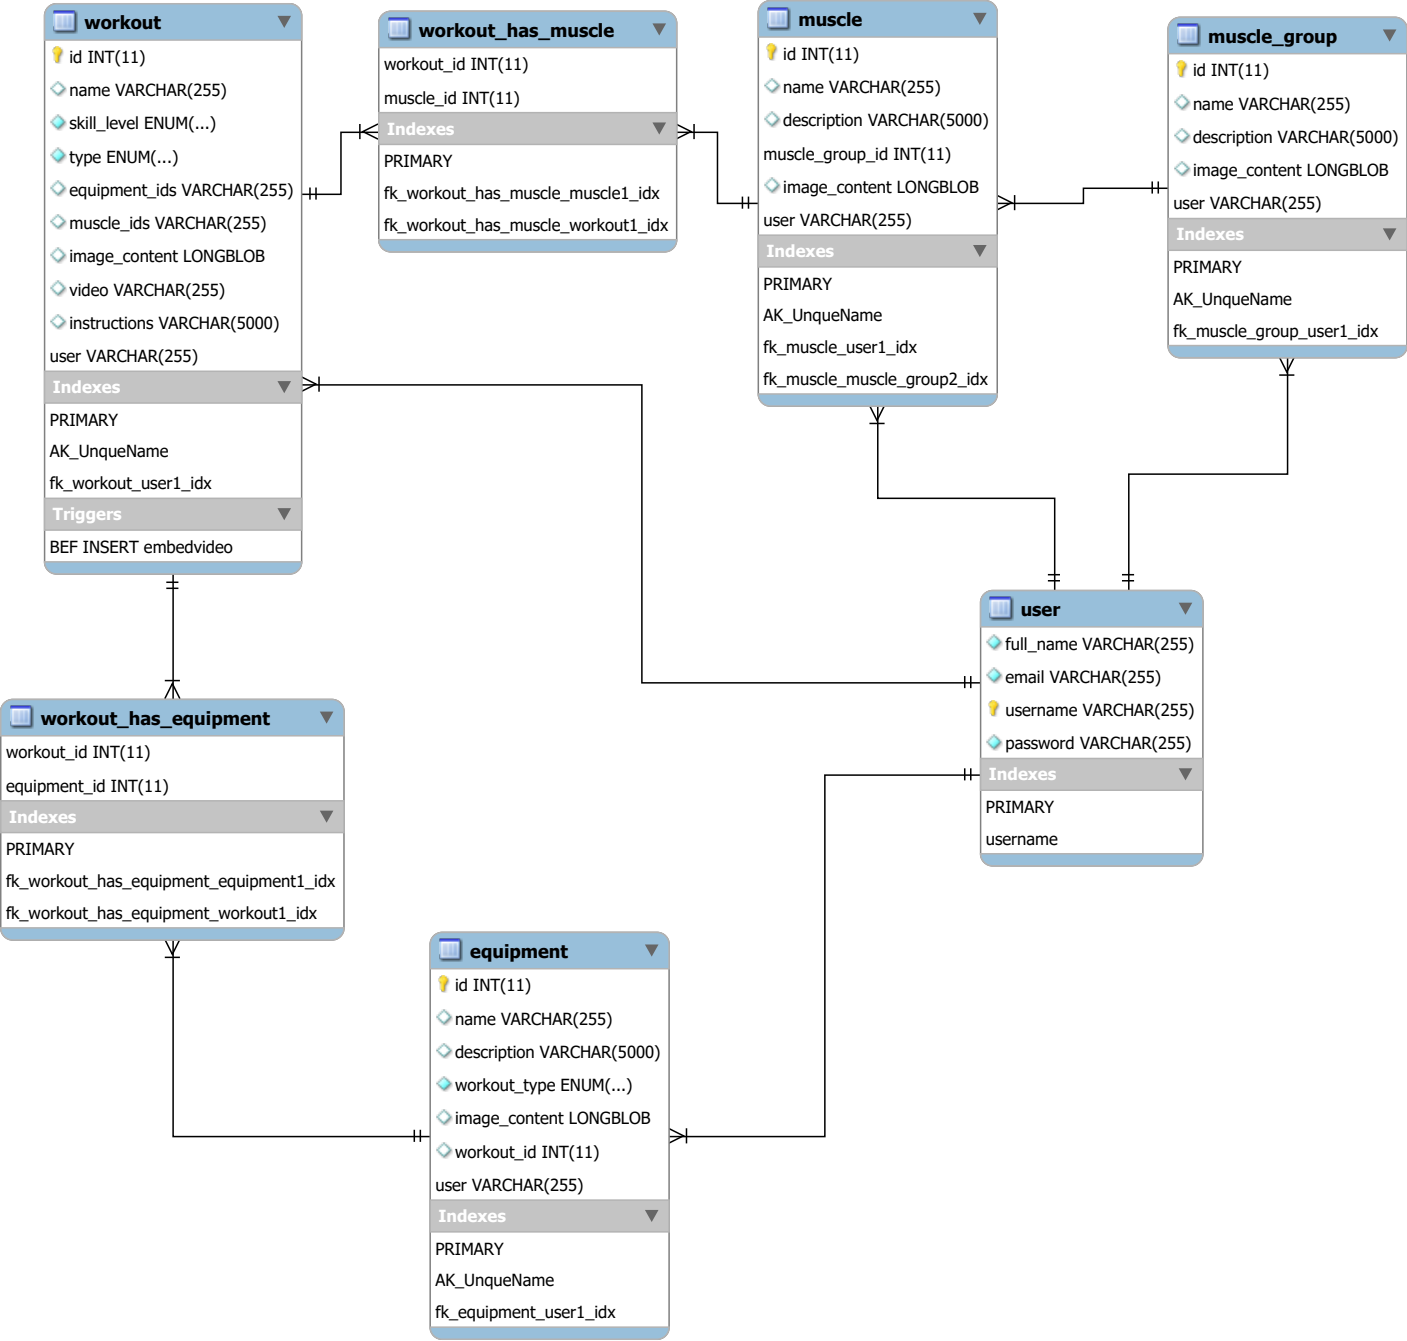 workout
id INT(11)
name VARCHAR(255)
skill_level ENUM(...)
type ENUM(...)
equipment_ids VARCHAR(255)
muscle_ids VARCHAR(255)
image_content LONGBLOB
video VARCHAR(255)
instructions VARCHAR(5000)
user VARCHAR(255)
Indexes
PRIMARY
AK_UnqueName
fk_workout_user1_idx
Triggers
BEF INSERT embedvideo
workout_has_muscle
workout_id INT(11)
muscle_id INT(11)
Indexes
PRIMARY
fk_workout_has_muscle_muscle1_idx
fk_workout_has_muscle_workout1_idx
muscle
id INT(11)
name VARCHAR(255)
description VARCHAR(5000)
muscle_group_id INT(11)
image_content LONGBLOB
user VARCHAR(255)
Indexes
PRIMARY
AK_UnqueName
fk_muscle_user1_idx
fk_muscle_muscle_group2_idx
muscle_group
id INT(11)
name VARCHAR(255)
description VARCHAR(5000)
image_content LONGBLOB
user VARCHAR(255)
Indexes
PRIMARY
AK_UnqueName
fk_muscle_group_user1_idx
user
full_name VARCHAR(255)
email VARCHAR(255)
username VARCHAR(255)
password VARCHAR(255)
Indexes
PRIMARY
username
workout_has_equipment
workout_id INT(11)
equipment_id INT(11)
Indexes
PRIMARY
fk_workout_has_equipment_equipment1_idx
fk_workout_has_equipment_workout1_idx
equipment
id INT(11)
name VARCHAR(255)
description VARCHAR(5000)
workout_type ENUM(...)
image_content LONGBLOB
workout_id INT(11)
user VARCHAR(255)
Indexes
PRIMARY
AK_UnqueName
fk_equipment_user1_idx